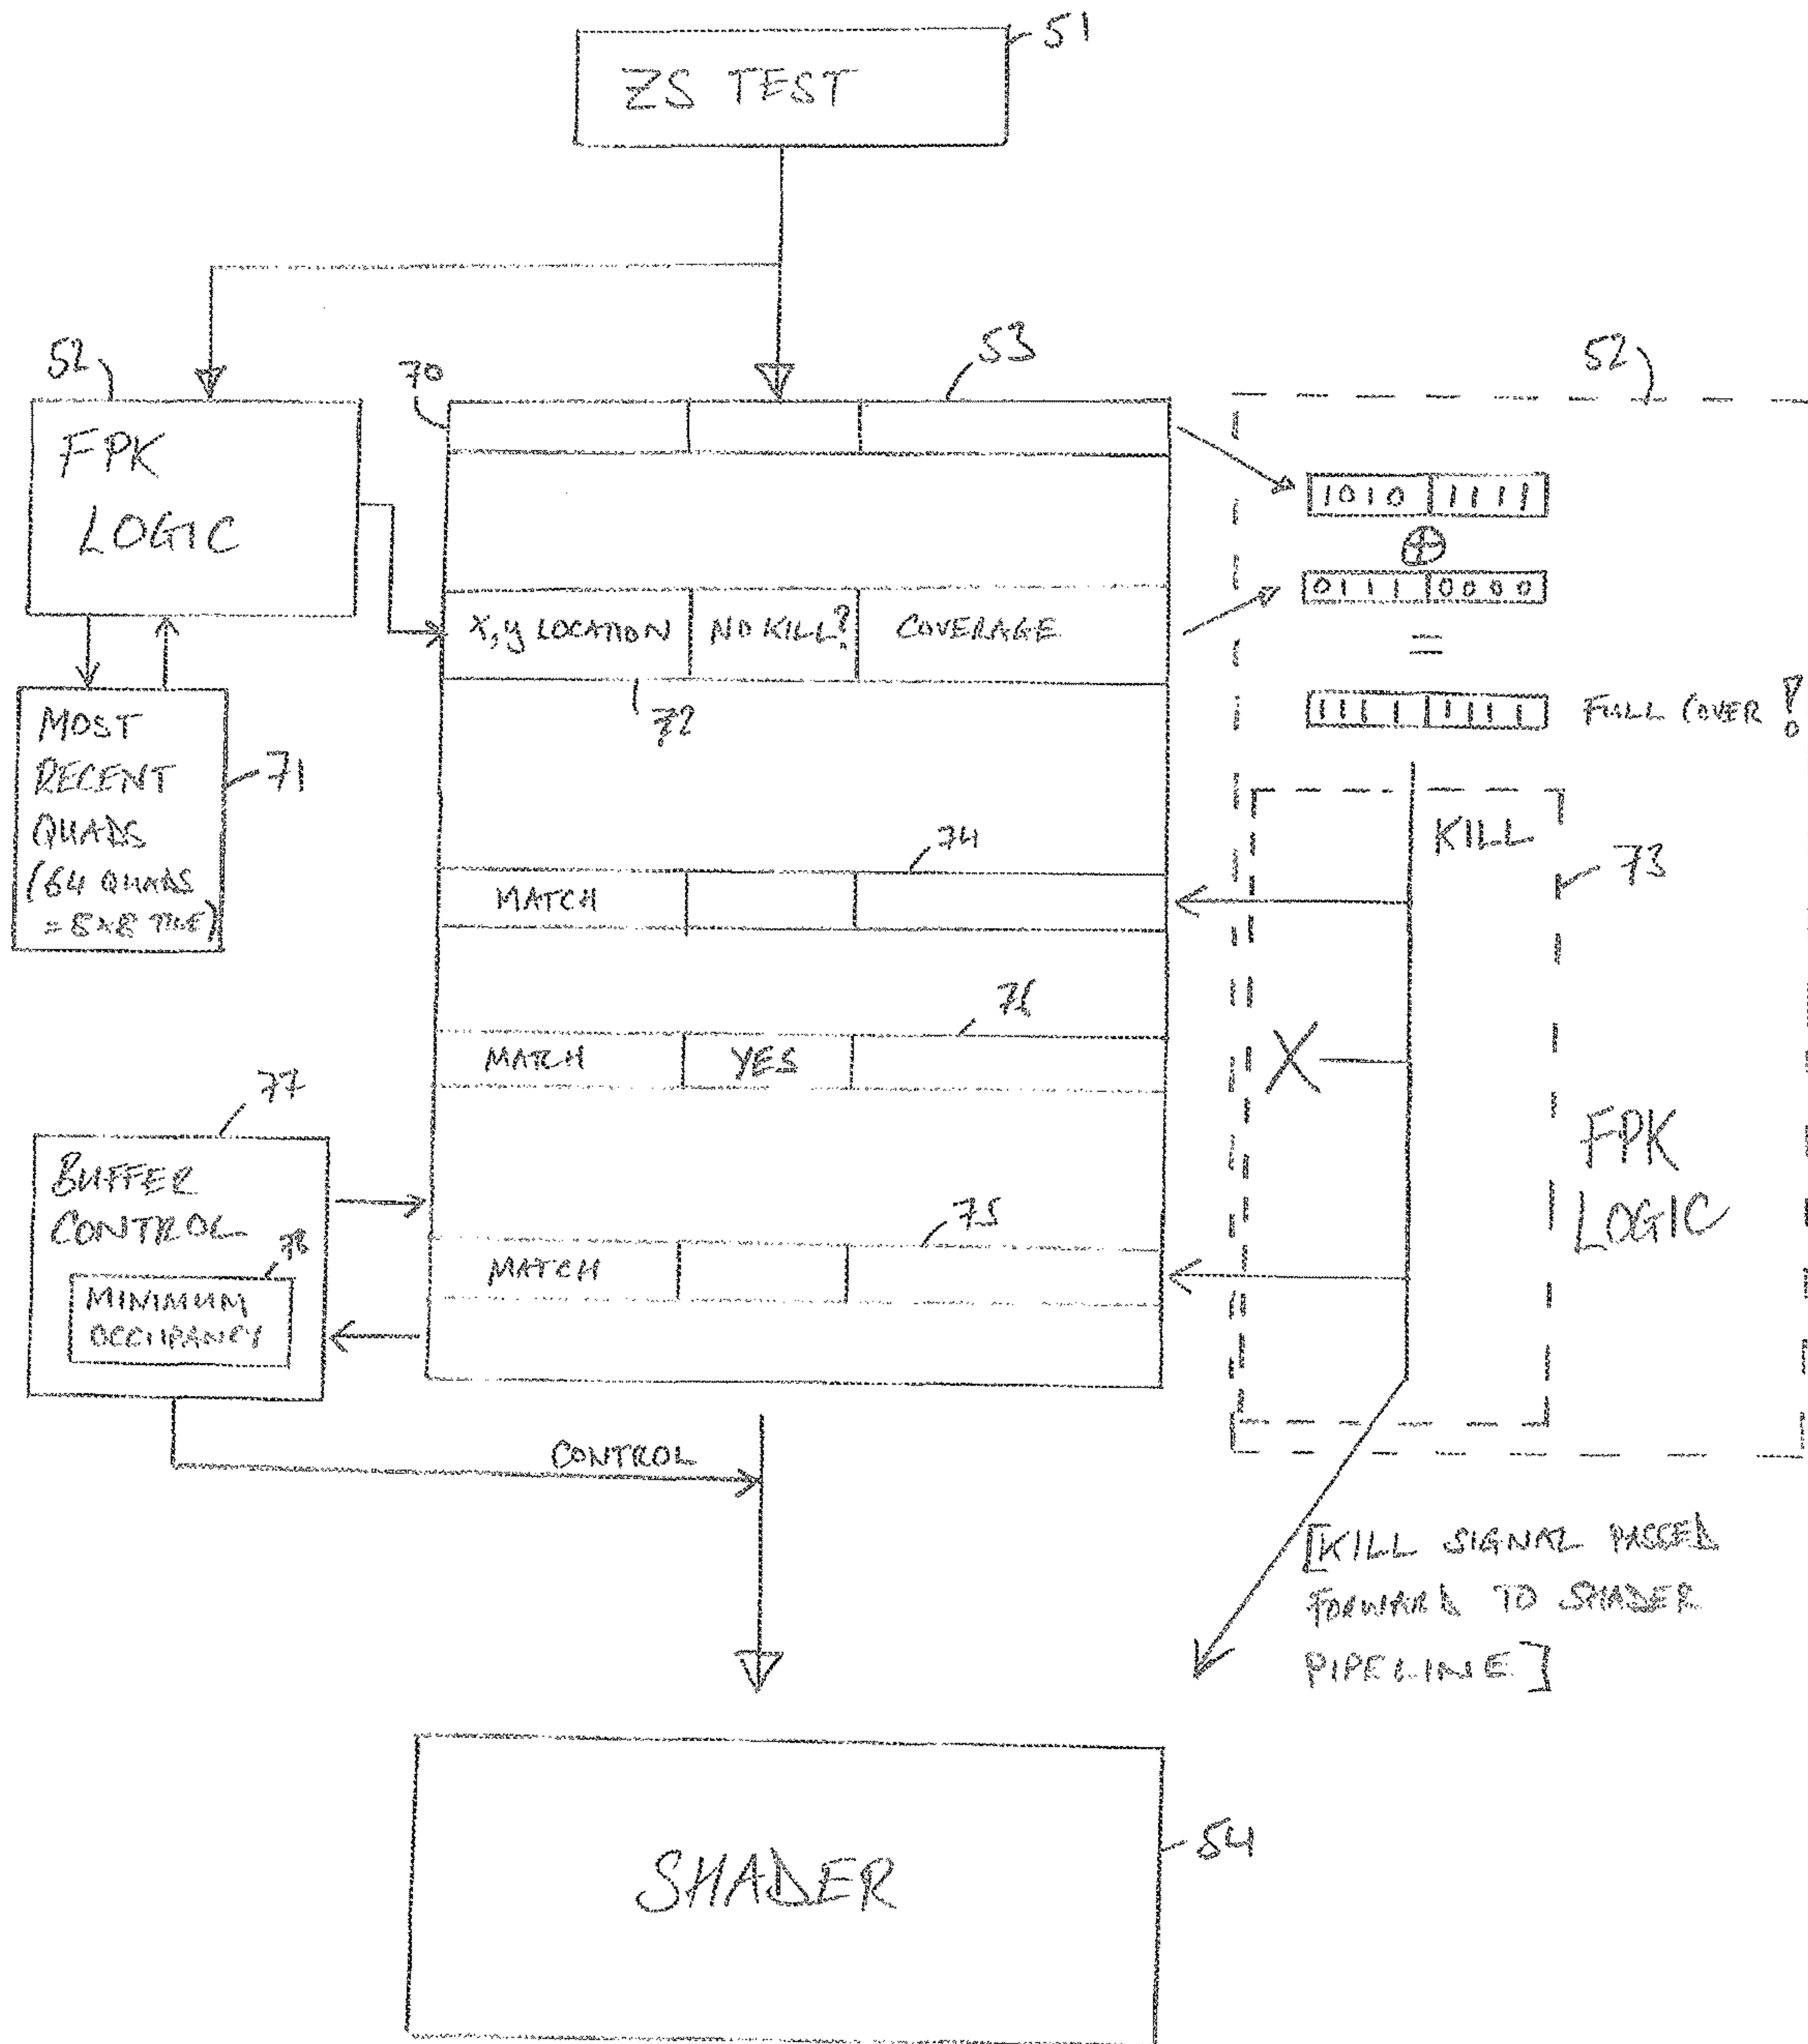 51
ZS TEST
52
70
53
52
FPK
LOGIC
1010 1111
⊕
0111 0000
=
1111 1111 FULL COVER!
X,Y LOCATION NO KILL? COVERAGE
72
MOST
RECENT
QUADS
(64 QUADS
= 8x8 TILE)
71
KILL
73
74
MATCH
76
MATCH YES
X
FPK
LOGIC
77
BUFFER
CONTROL
78
MINIMUM
OCCUPANCY
75
MATCH
CONTROL
[KILL SIGNAL PASSED
FORWARD TO SHADER
PIPELINE]
SHADER
54